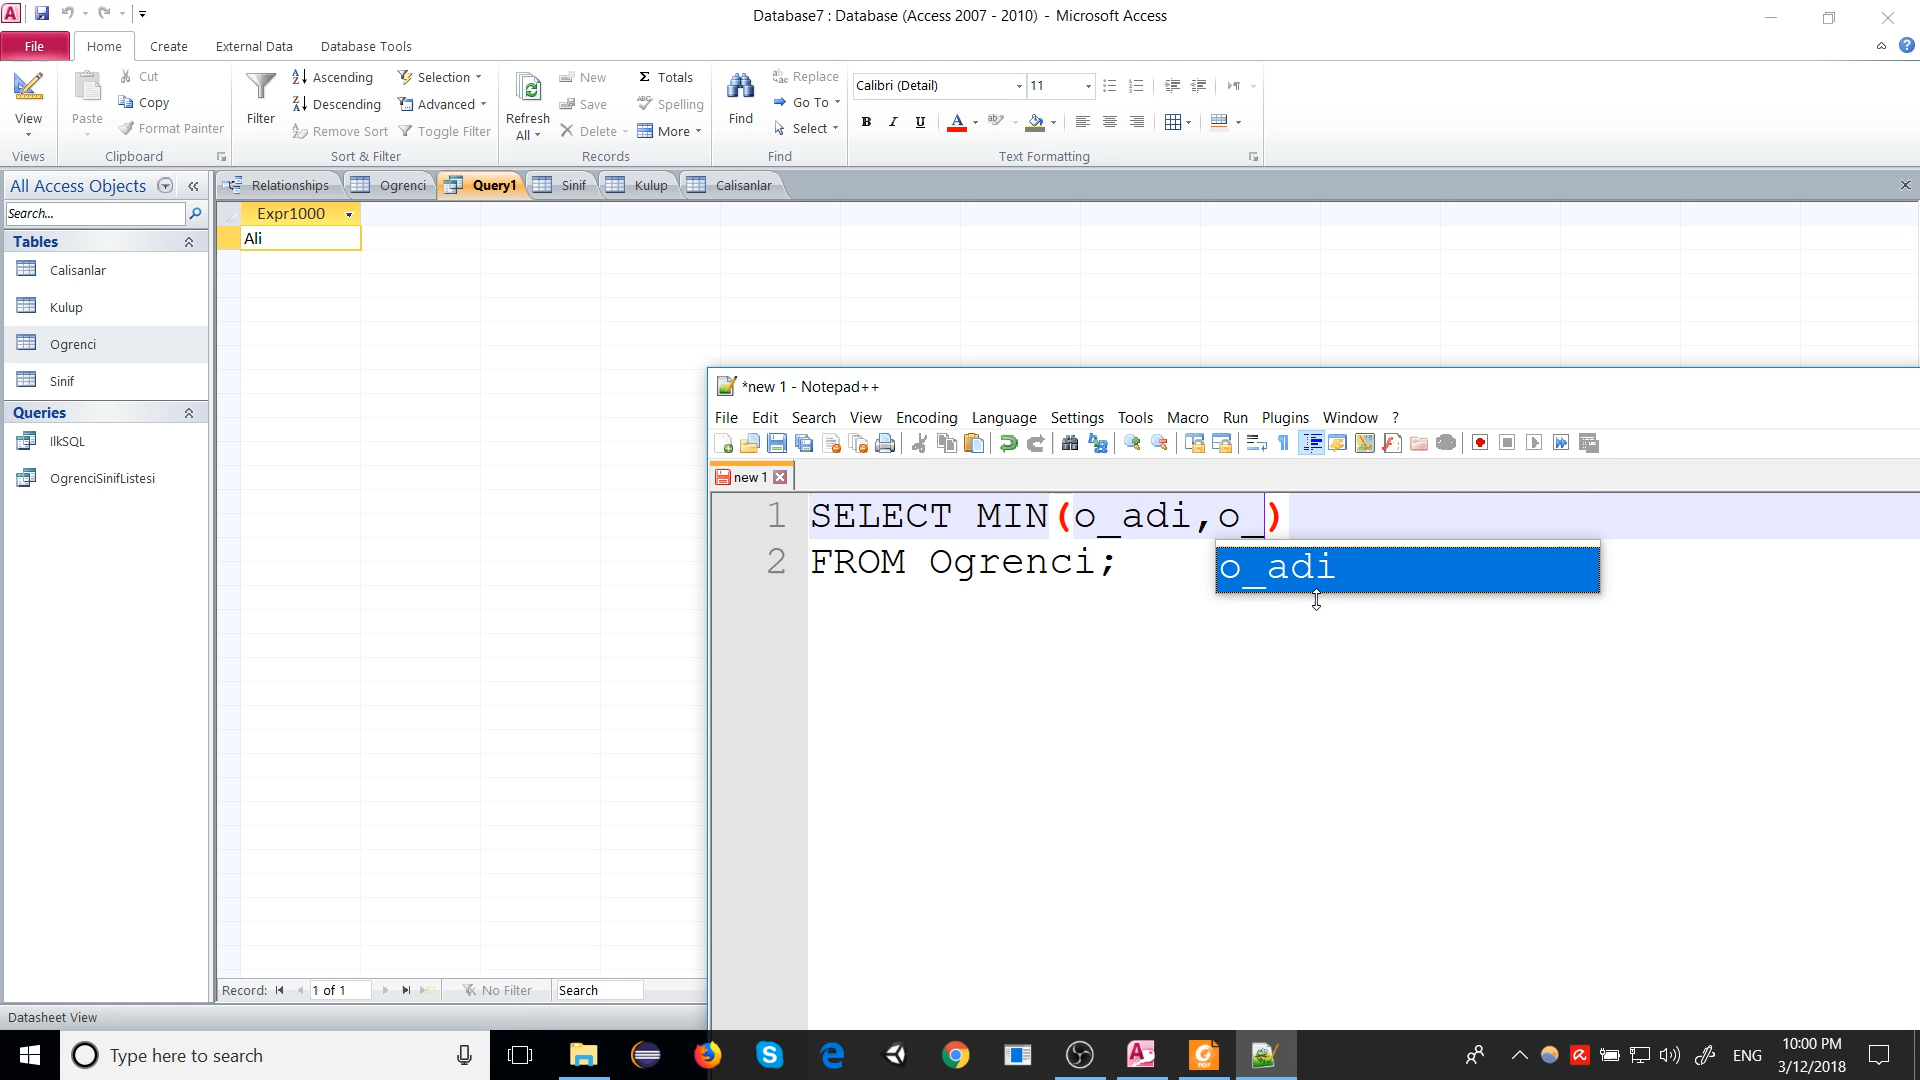 Database7 : Database (Access 2007 - 2010) - Microsoft Access
File Home Create External Data Database Tools
View
Views
Paste
Cut
Copy
Format Painter
Clipboard
Filter
Ascending
Descending
Remove Sort
Selection
Advanced
Toggle Filter
Sort & Filter
Refresh
All
New
Save
Delete
Totals
Spelling
More
Records
Find
Replace
Go To
Select
Find
Calibri (Detail) 11
B I U
Text Formatting
All Access Objects
Search...
Tables
Calisanlar
Kulup
Ogrenci
Sinif
Queries
IlkSQL
OgrenciSinifListesi
Relationships Ogrenci Query1 Sinif Kulup Calisanlar
Expr1000
Ali
*new 1 - Notepad++
File Edit Search View Encoding Language Settings Tools Macro Run Plugins Window ?
new 1
1 SELECT MIN(o_adi,o_)
2 FROM Ogrenci;
o_adi
Record: 1 of 1 No Filter Search
Datasheet View
Type here to search
ENG
10:00 PM
3/12/2018